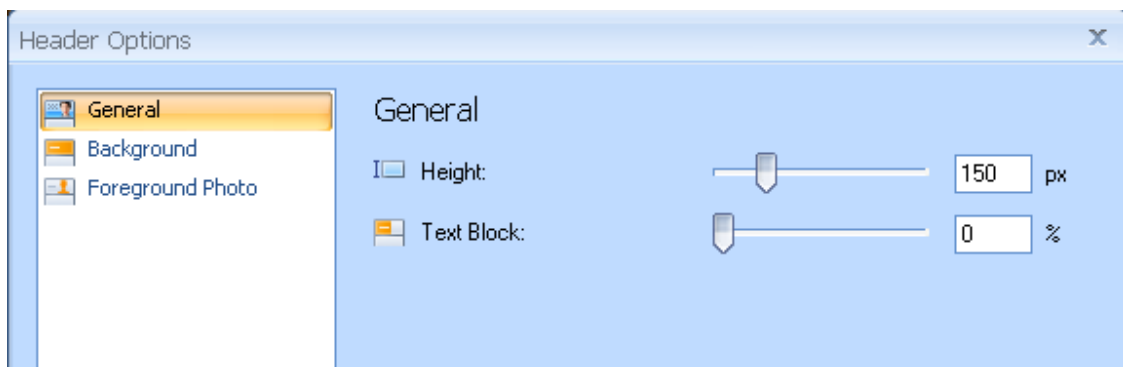 Header Options
General
Background
Foreground Photo
General
Height: 150 px
Text Block: 0 %